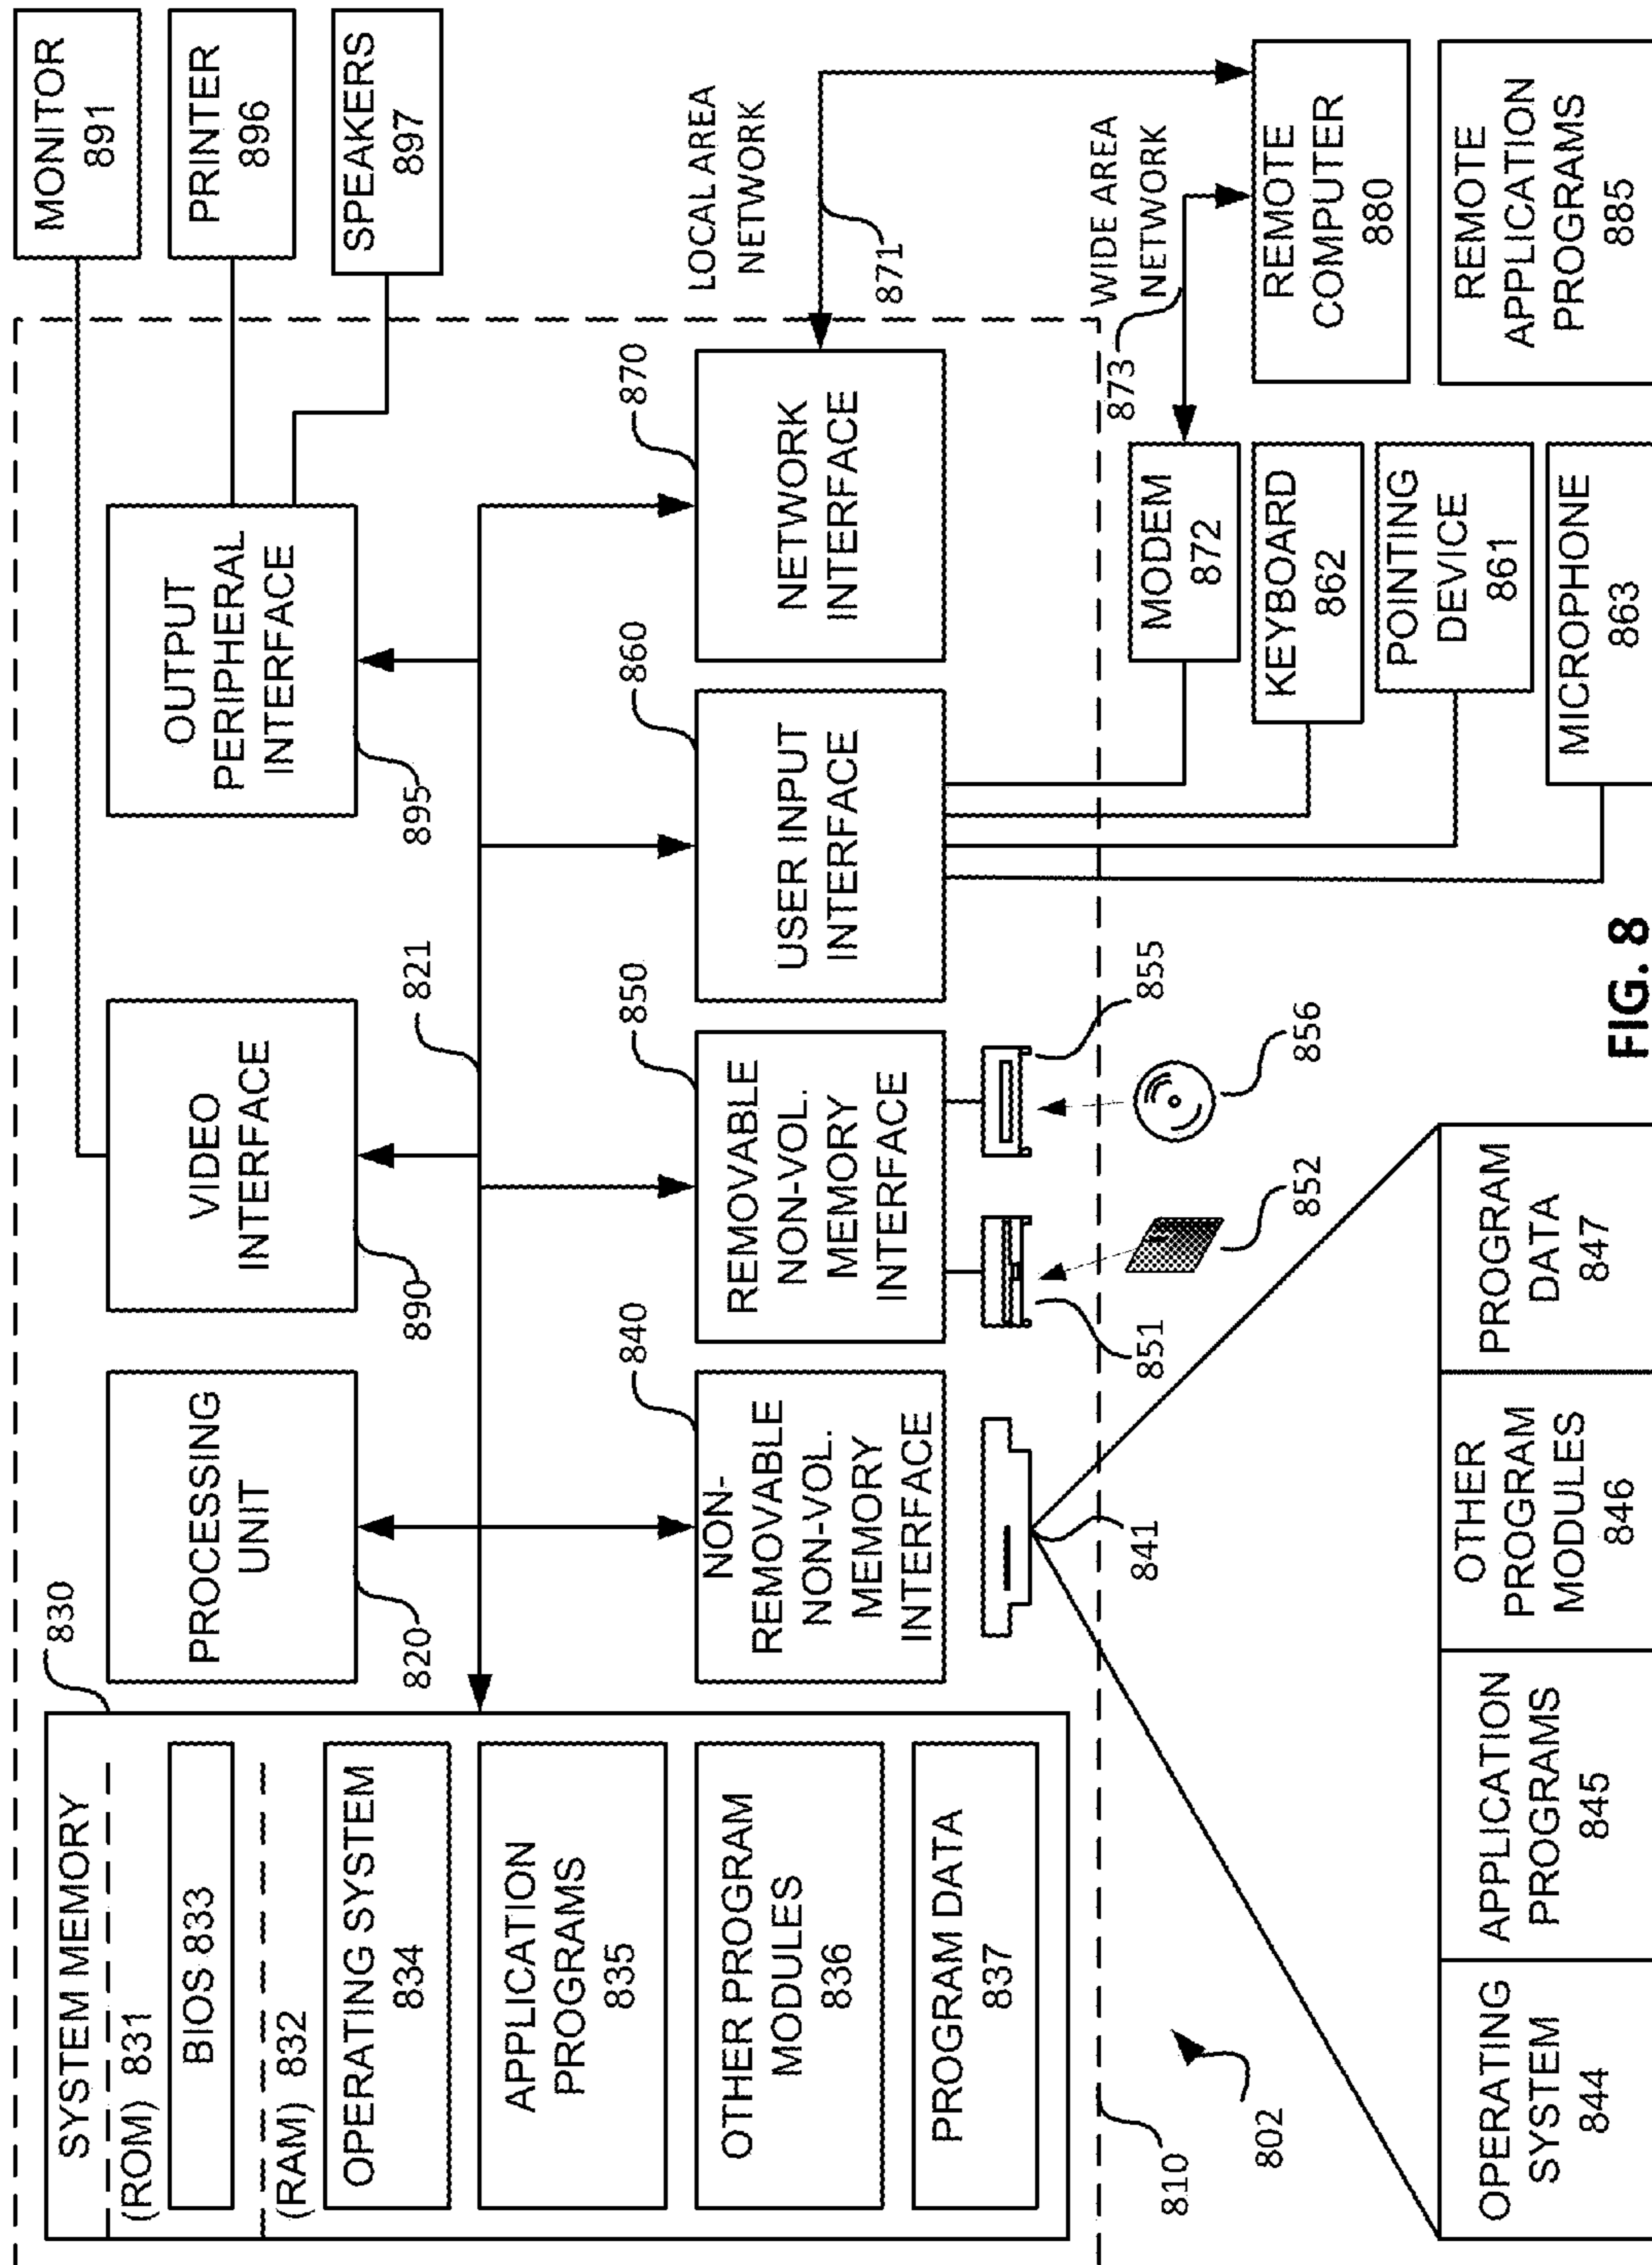 SYSTEM MEMORY
(ROM) 831
BIOS 833
(RAM) 832
OPERATING SYSTEM
834
APPLICATION
PROGRAMS
835
OTHER PROGRAM
MODULES
836
PROGRAM DATA
837
830
PROCESSING
UNIT
820
VIDEO
INTERFACE
890
821
OUTPUT
PERIPHERAL
INTERFACE
895
MONITOR
891
PRINTER
896
SPEAKERS
897
NON-
REMOVABLE
NON-VOL.
MEMORY
INTERFACE
840
REMOVABLE
NON-VOL.
MEMORY
INTERFACE
850
USER INPUT
INTERFACE
860
NETWORK
INTERFACE
870
LOCAL AREA
NETWORK
871
WIDE AREA
NETWORK
873
841
851
852
855
856
810
802
MODEM
872
KEYBOARD
862
POINTING
DEVICE
861
MICROPHONE
863
REMOTE
COMPUTER
880
REMOTE
APPLICATION
PROGRAMS
885
OPERATING
SYSTEM
844
APPLICATION
PROGRAMS
845
OTHER
PROGRAM
MODULES
846
PROGRAM
DATA
847
FIG. 8